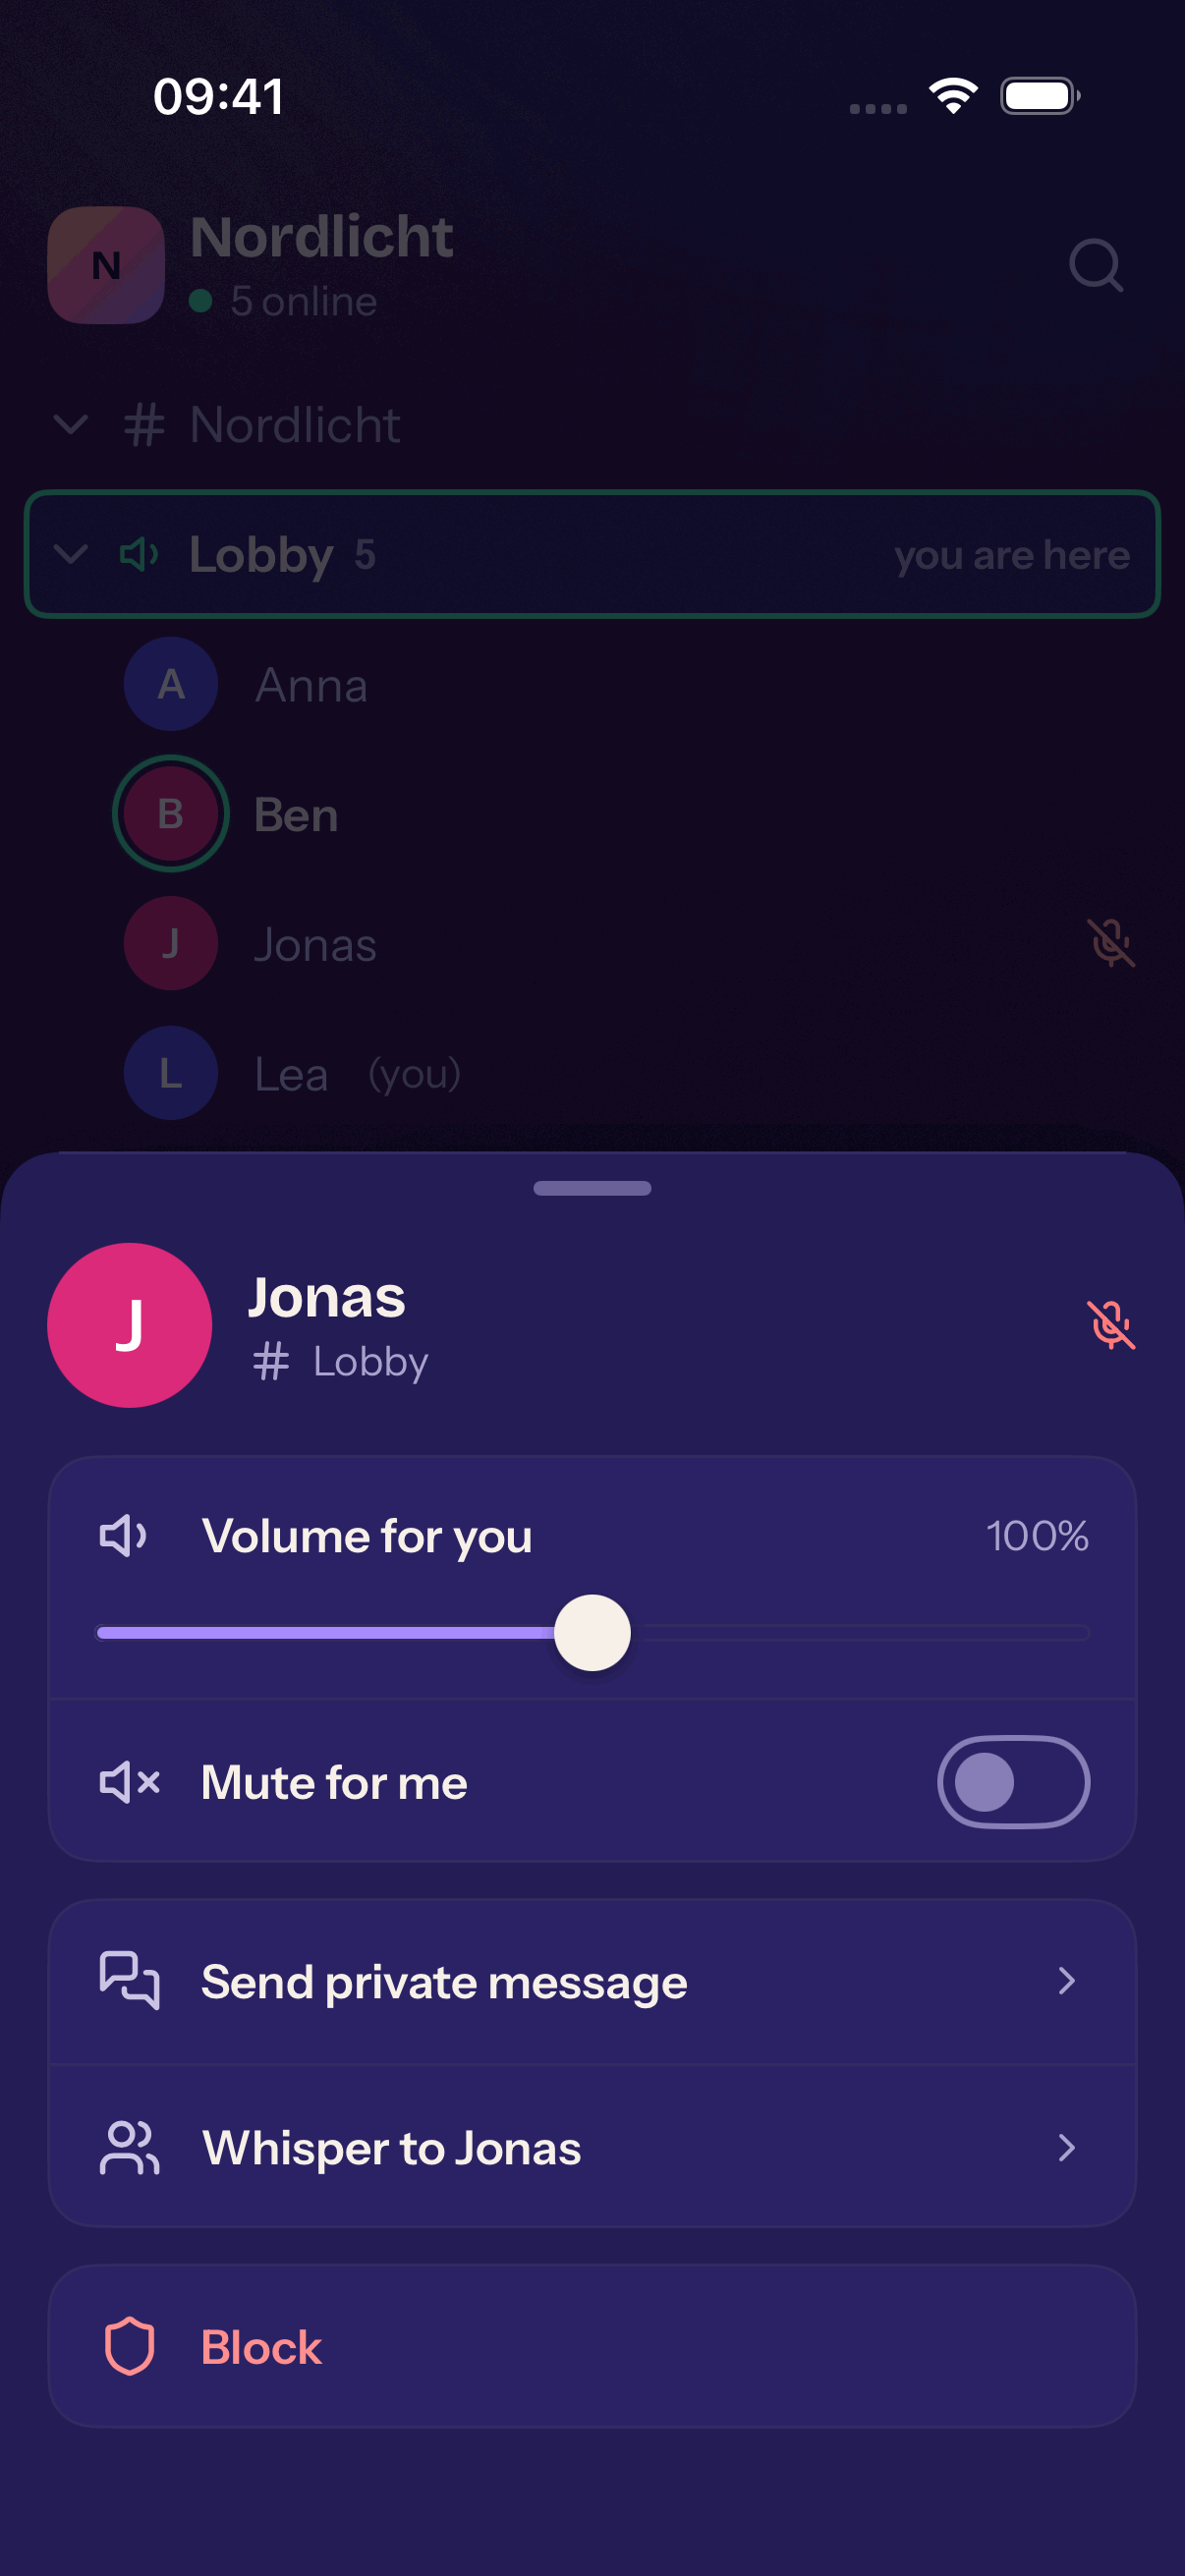 09:41
N
Nordlicht
5 online
Nordlicht
Lobby 5 you are here
A Anna
B Ben
J Jonas
L Lea (you)
J
Jonas
# Lobby
Volume for you 100%
Mute for me
Send private message
Whisper to Jonas
Block